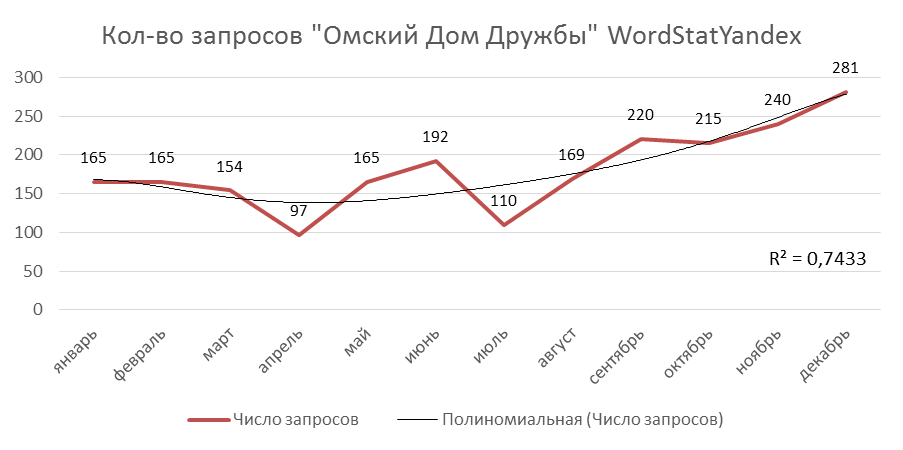 Кол-во запросов "Омский Дом Дружбы" WordStatYandex
300
250
200
150
100
50
0
165
165
154
97
165
192
110
169
220
215
240
281
R² = 0,7433
январь
февраль
март
апрель
май
июнь
июль
август
сентябрь
октябрь
ноябрь
декабрь
Число запросов
Полиномиальная (Число запросов)